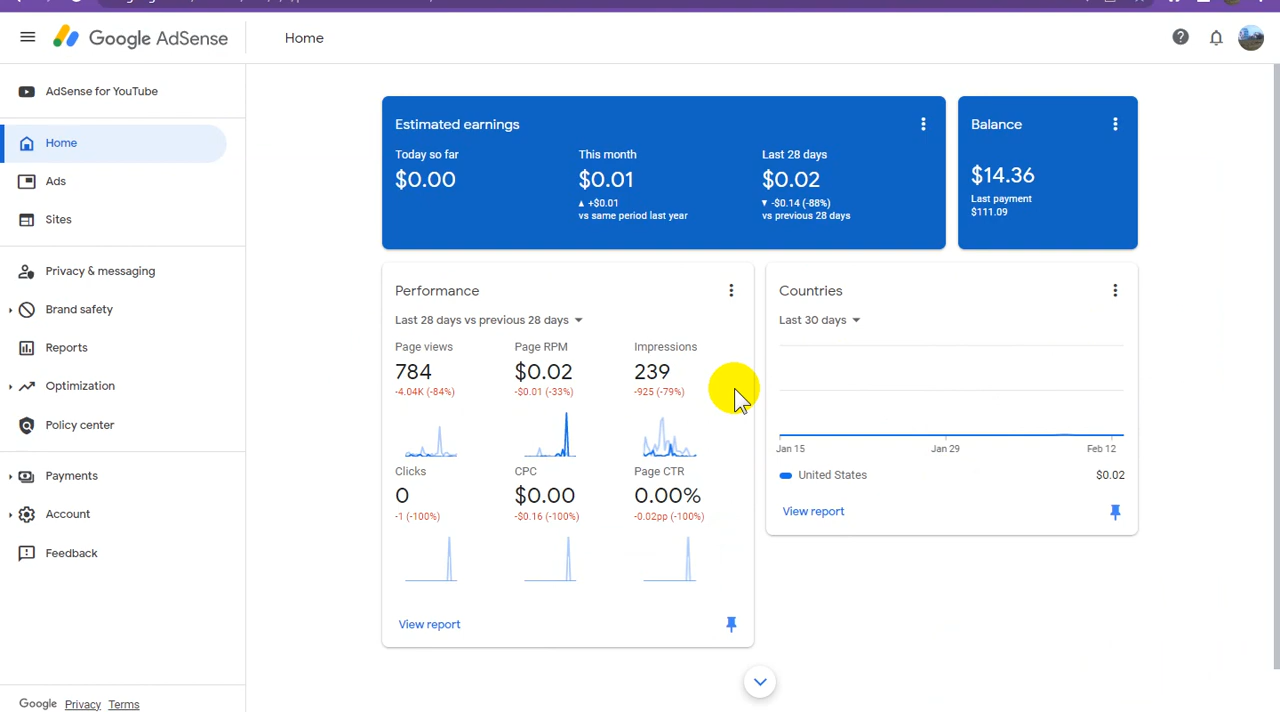 Google AdSense
Home
AdSense for YouTube
Home
Ads
Sites
Privacy & messaging
Brand safety
Reports
Optimization
Policy center
Payments
Account
Feedback
Google Privacy Terms
Estimated earnings
Today so far
$0.00
This month
$0.01
▲ +$0.01
vs same period last year
Last 28 days
$0.02
▼ -$0.14 (-88%)
vs previous 28 days
Balance
$14.36
Last payment
$111.09
Performance
Last 28 days vs previous 28 days
Page views
784
-4.04K (-84%)
Page RPM
$0.02
-$0.01 (-33%)
Impressions
239
-925 (-79%)
Clicks
0
-1 (-100%)
CPC
$0.00
-$0.16 (-100%)
Page CTR
0.00%
-0.02pp (-100%)
View report
Countries
Last 30 days
Jan 15 Jan 29 Feb 12
United States $0.02
View report